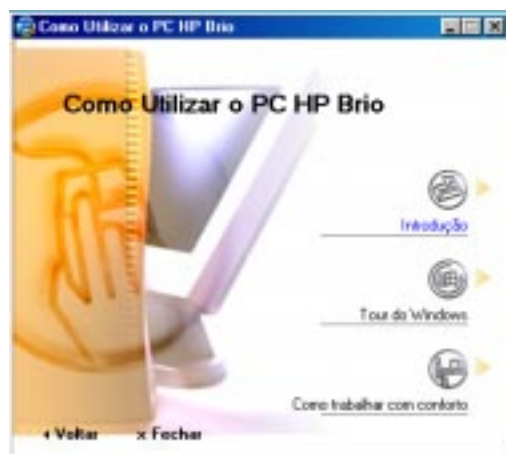 Como Utilizar o PC HP Brio
Como Utilizar o PC HP Brio
Introdução
Tour do Windows
Como trabalhar com conforto
Voltar x Fechar